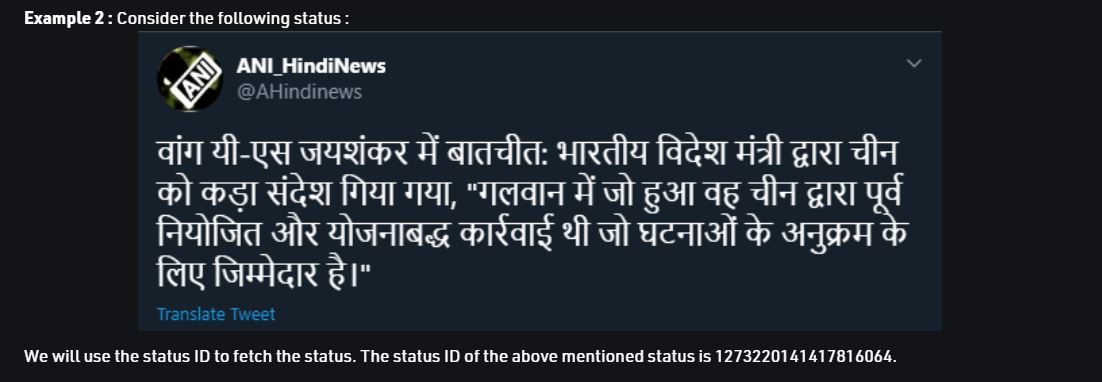 Example 2 : Consider the following status :
ANI
ANI_HindiNews
@AHindinews
वांग यी-एस जयशंकर में बातचीत: भारतीय विदेश मंत्री द्वारा चीन
को कड़ा संदेश गिया गया, "गलवान में जो हुआ वह चीन द्वारा पूर्व
नियोजित और योजनाबद्ध कार्रवाई थी जो घटनाओं के अनुक्रम के
लिए जिम्मेदार है।"
Translate Tweet
We will use the status ID to fetch the status. The status ID of the above mentioned status is 1273220141417816064.